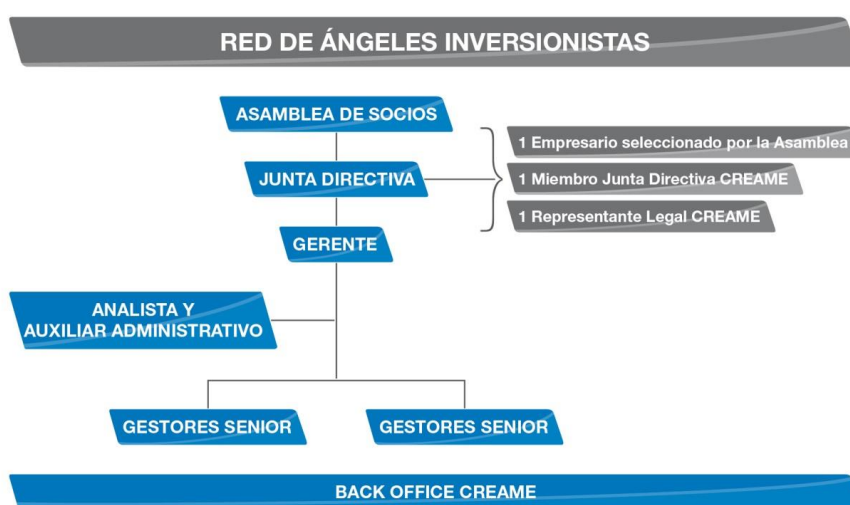 RED DE ÁNGELES INVERSIONISTAS
ASAMBLEA DE SOCIOS
1 Empresario seleccionado por la Asamblea
JUNTA DIRECTIVA
1 Miembro Junta Directiva CREAME
1 Representante Legal CREAME
GERENTE
ANALISTA Y
AUXILIAR ADMINISTRATIVO
GESTORES SENIOR
GESTORES SENIOR
BACK OFFICE CREAME